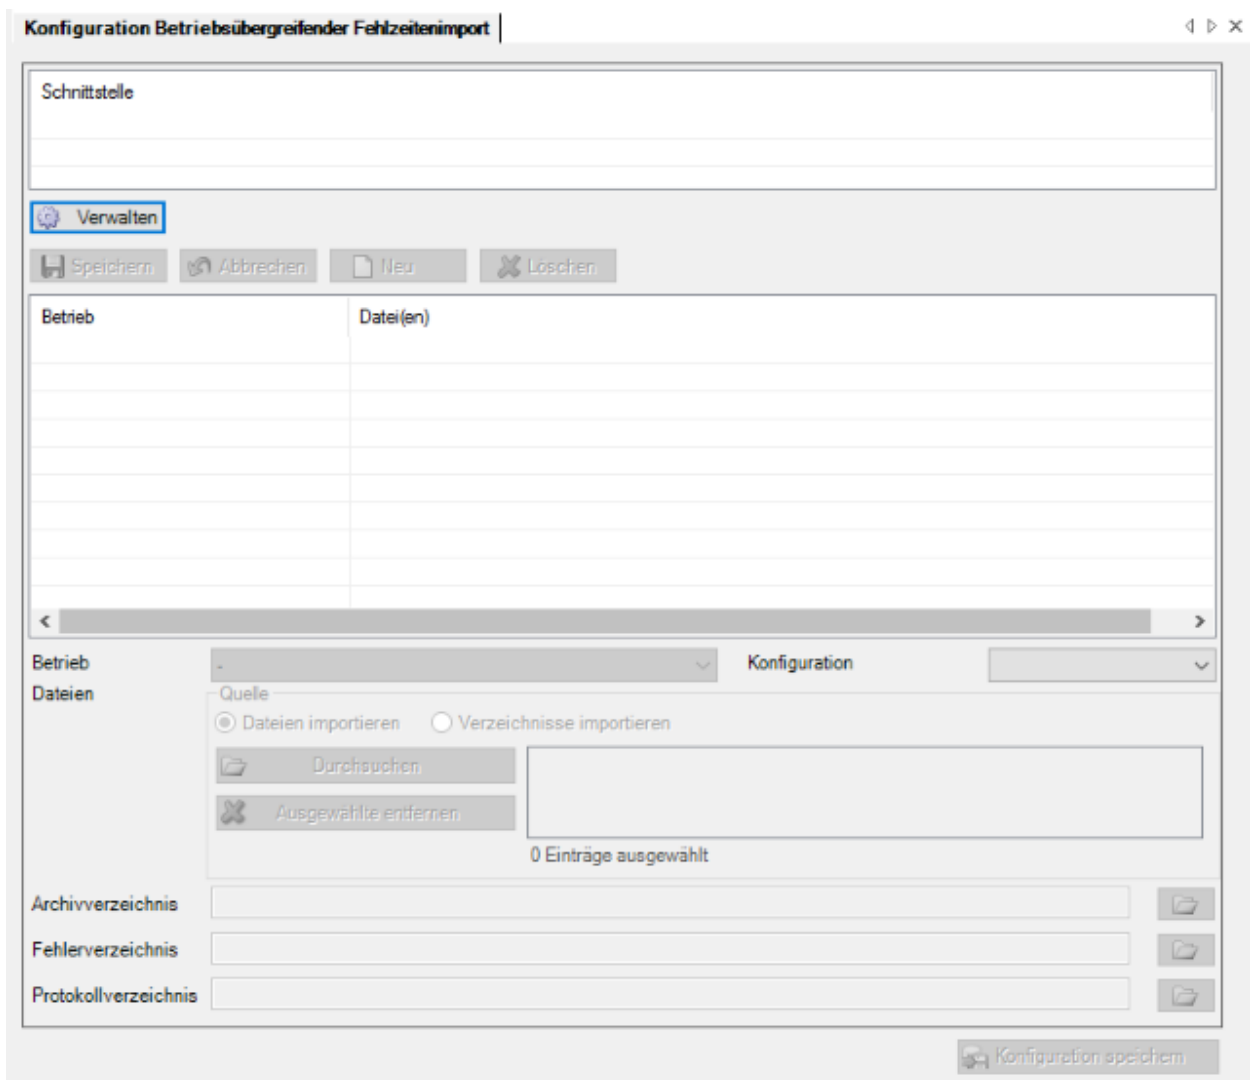 Konfiguration Betriebsübergreifender Fehlzeitenimport
Schnittstelle
Verwalten
Speichern Abbrechen Neu Löschen
Betrieb Datei(en)
Betrieb - Konfiguration
Dateien Quelle
Dateien importieren Verzeichnisse importieren
Durchsuchen
Ausgewählte entfernen
0 Einträge ausgewählt
Archivverzeichnis
Fehlerverzeichnis
Protokollverzeichnis
Konfiguration speichern